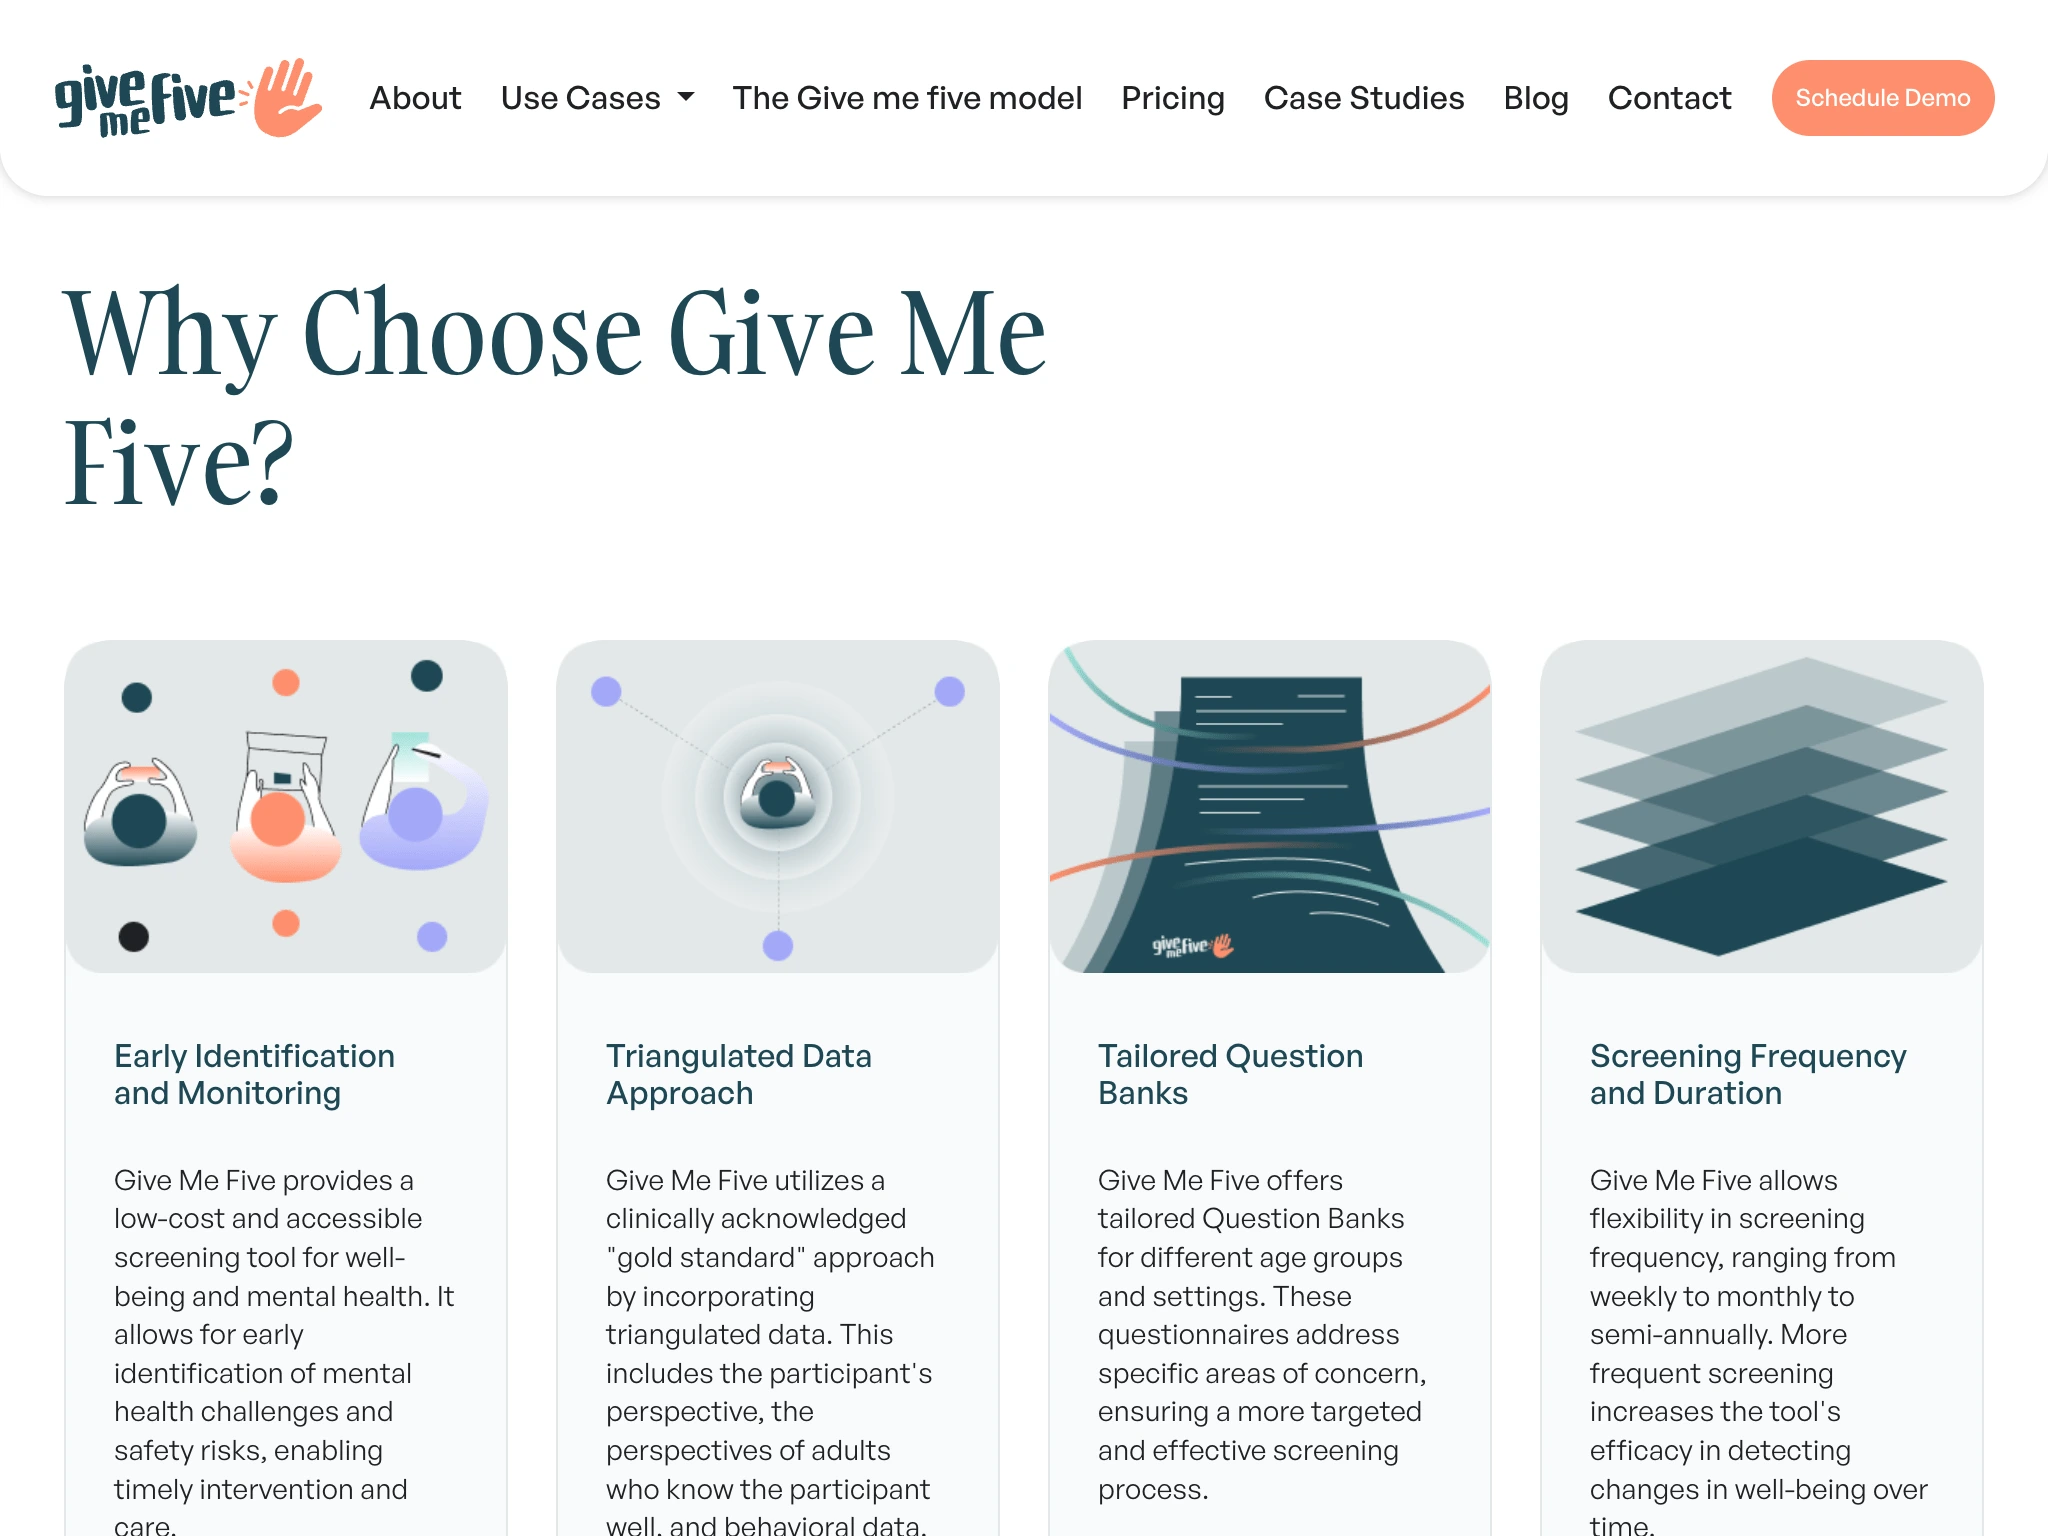 give me five
About
Use Cases
The Give me five model
Pricing
Case Studies
Blog
Contact
Schedule Demo
Why Choose Give Me
Five?
give me five
Early Identification
and Monitoring
Give Me Five provides a
low-cost and accessible
screening tool for well-
being and mental health. It
allows for early
identification of mental
health challenges and
safety risks, enabling
timely intervention and
care.
Triangulated Data
Approach
Give Me Five utilizes a
clinically acknowledged
"gold standard" approach
by incorporating
triangulated data. This
includes the participant's
perspective, the
perspectives of adults
who know the participant
well, and behavioral data.
Tailored Question
Banks
Give Me Five offers
tailored Question Banks
for different age groups
and settings. These
questionnaires address
specific areas of concern,
ensuring a more targeted
and effective screening
process.
Screening Frequency
and Duration
Give Me Five allows
flexibility in screening
frequency, ranging from
weekly to monthly to
semi-annually. More
frequent screening
increases the tool's
efficacy in detecting
changes in well-being over
time.